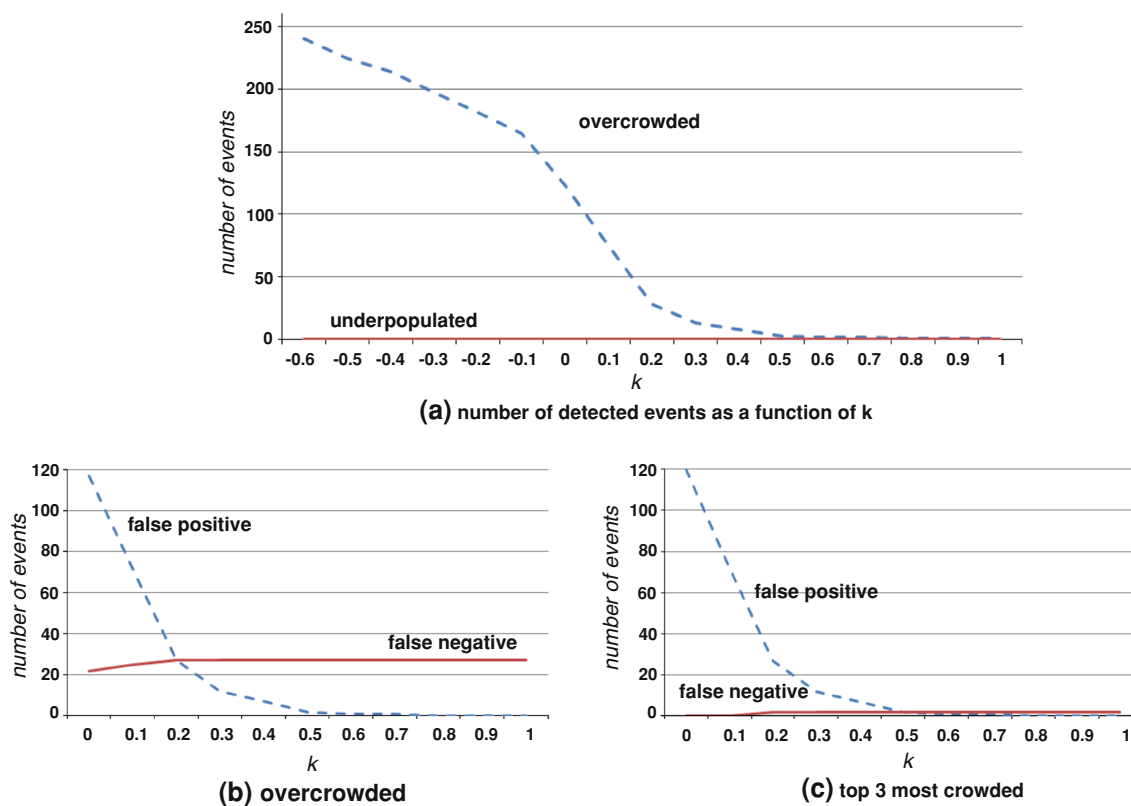 250
200
150
100
50
0
number of events
overcrowded
underpopulated
-0.6 -0.5 -0.4 -0.3 -0.2 -0.1 0 0.1 0.2 0.3 0.4 0.5 0.6 0.7 0.8 0.9 1
k
(a) number of detected events as a function of k
120
100
80
60
40
20
0
number of events
false positive
false negative
0 0.1 0.2 0.3 0.4 0.5 0.6 0.7 0.8 0.9 1
k
(b) overcrowded
120
100
80
60
40
20
0
number of events
false positive
false negative
0 0.1 0.2 0.3 0.4 0.5 0.6 0.7 0.8 0.9 1
k
(c) top 3 most crowded